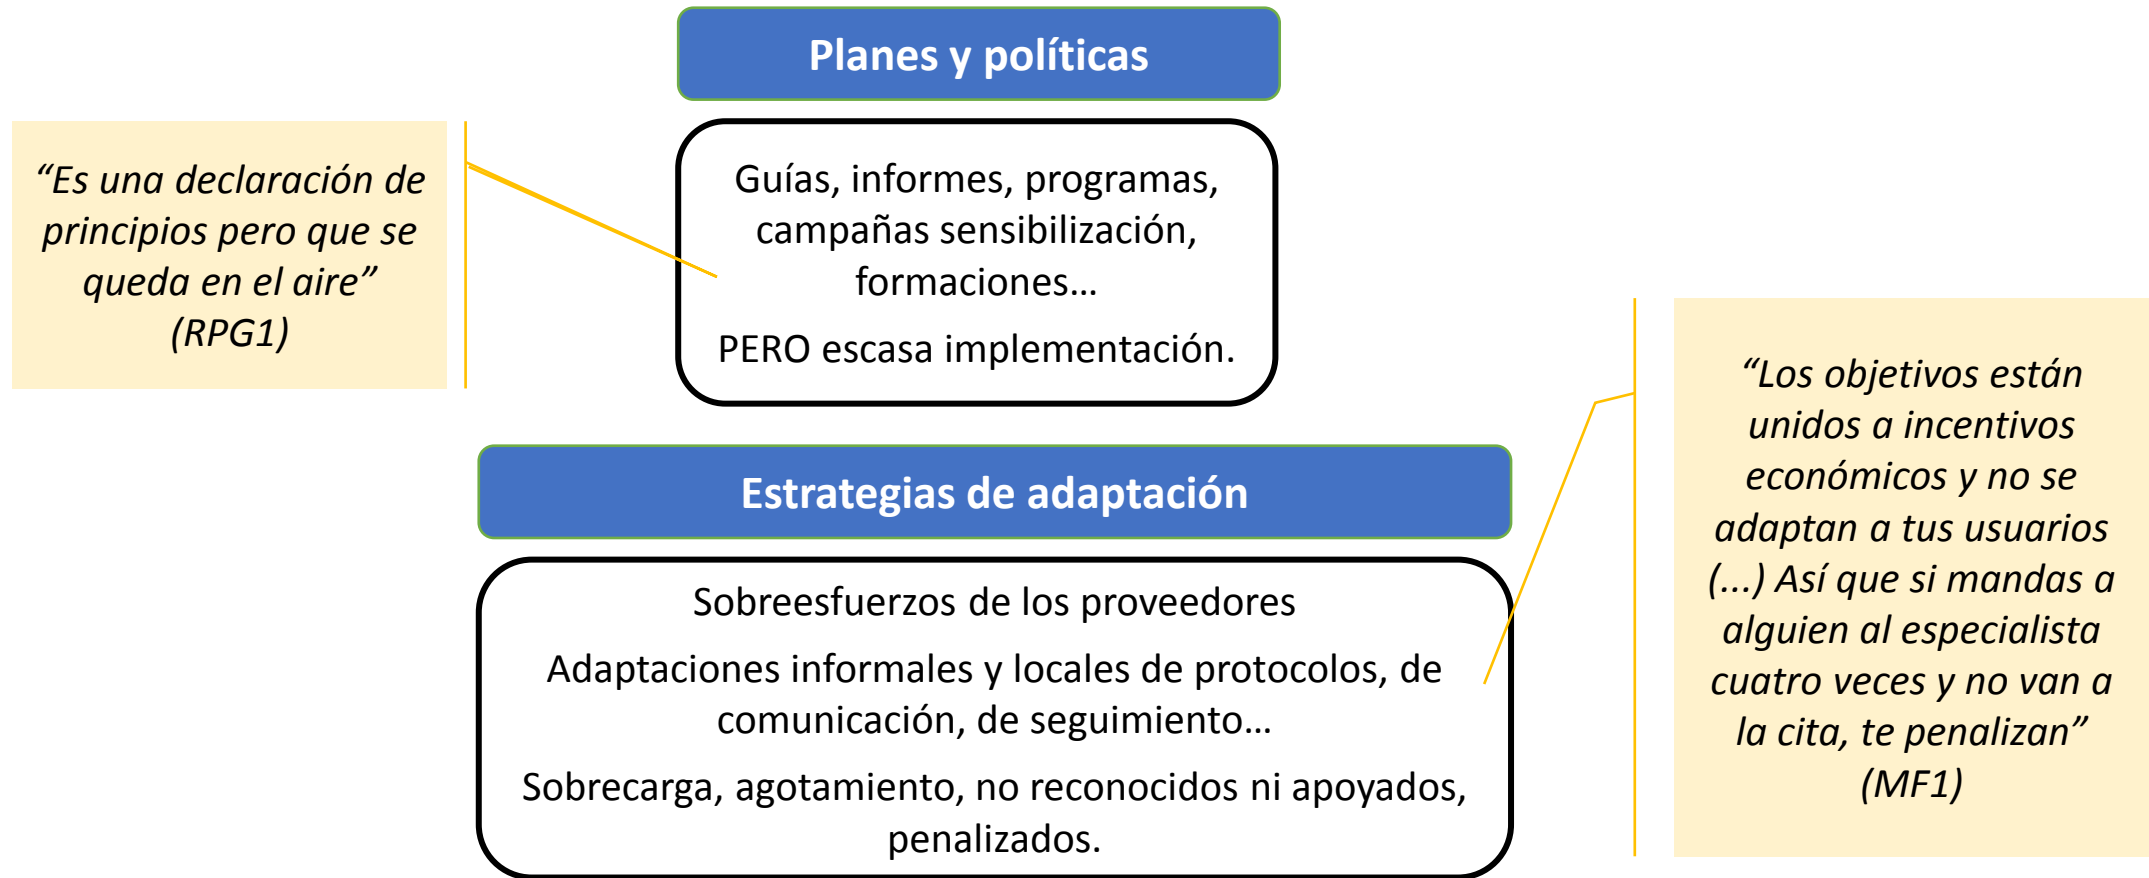 Planes y políticas
“Es una declaración de
principios pero que se
queda en el aire”
(RPG1)
Guías, informes, programas,
campañas sensibilización,
formaciones…
PERO escasa implementación.
Estrategias de adaptación
Sobreesfuerzos de los proveedores
Adaptaciones informales y locales de protocolos, de
comunicación, de seguimiento…
Sobrecarga, agotamiento, no reconocidos ni apoyados,
penalizados.
“Los objetivos están
unidos a incentivos
económicos y no se
adaptan a tus usuarios
(...) Así que si mandas a
alguien al especialista
cuatro veces y no van a
la cita, te penalizan”
(MF1)